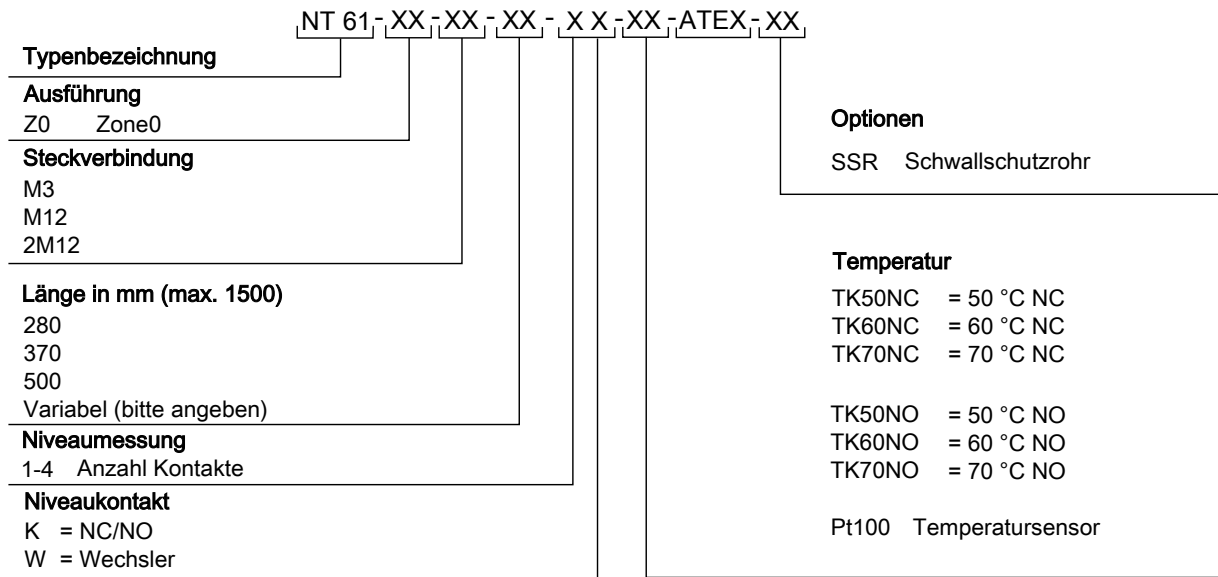 NT 61 - XX - XX - XX - X X - XX - ATEX - XX
Typenbezeichnung
Ausführung
Z0 Zone0
Steckverbindung
M3
M12
2M12
Länge in mm (max. 1500)
280
370
500
Variabel (bitte angeben)
Niveaumessung
1-4 Anzahl Kontakte
Niveaukontakt
K = NC/NO
W = Wechsler
Optionen
SSR Schwallschutzrohr
Temperatur
TK50NC = 50 °C NC
TK60NC = 60 °C NC
TK70NC = 70 °C NC
TK50NO = 50 °C NO
TK60NO = 60 °C NO
TK70NO = 70 °C NO
Pt100 Temperatursensor